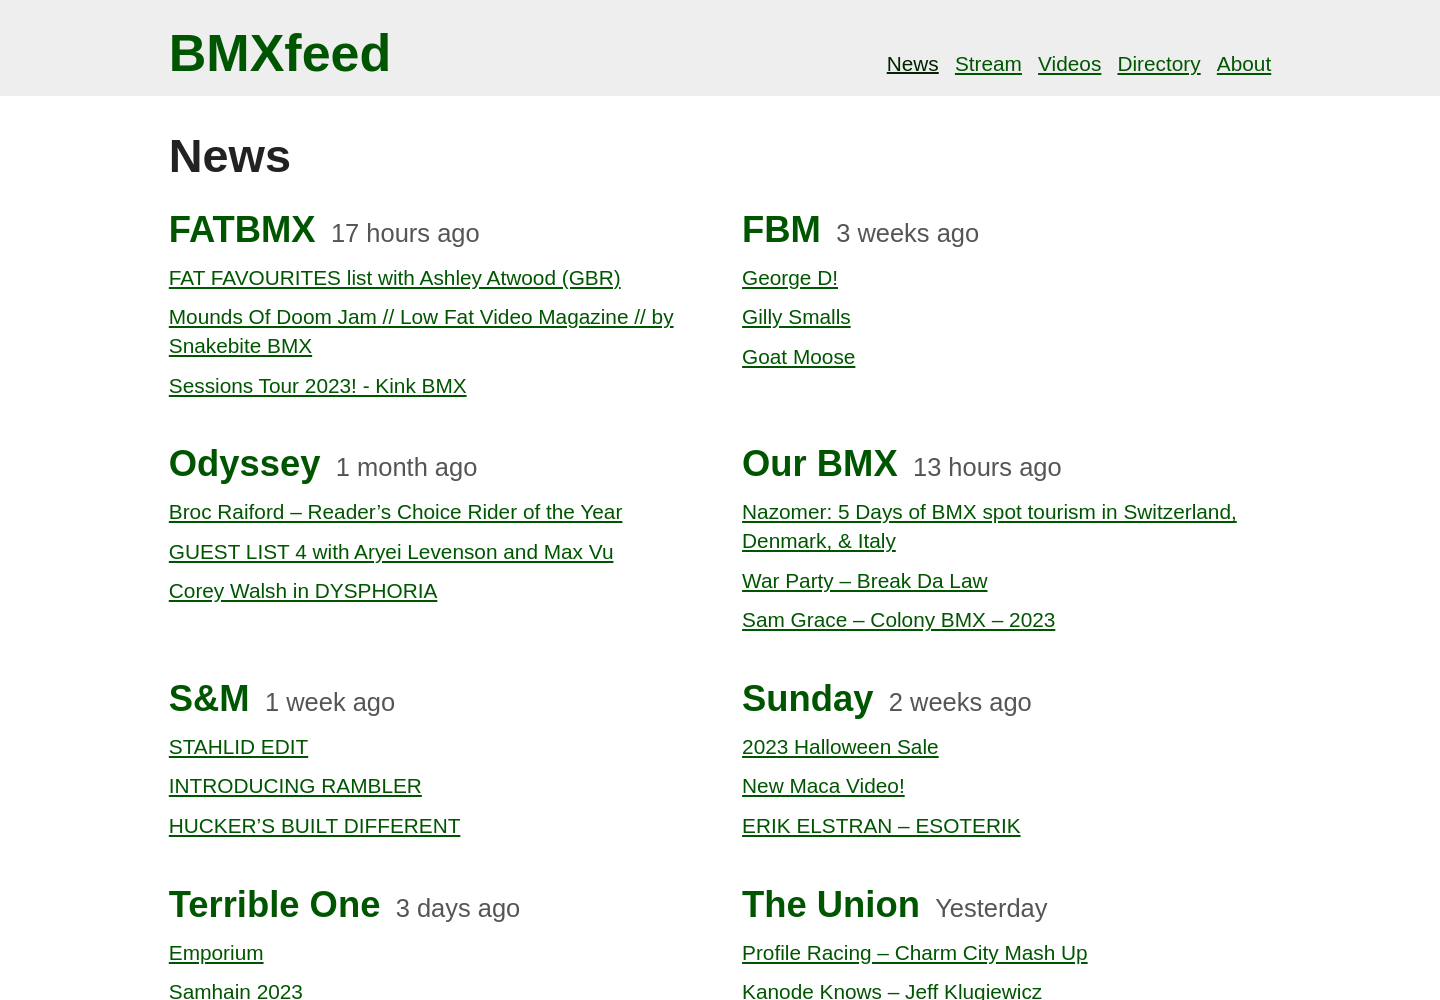 BMXfeed
News Stream Videos Directory About
News
FATBMX 17 hours ago
FAT FAVOURITES list with Ashley Atwood (GBR)
Mounds Of Doom Jam // Low Fat Video Magazine // by
Snakebite BMX
Sessions Tour 2023! - Kink BMX
FBM 3 weeks ago
George D!
Gilly Smalls
Goat Moose
Odyssey 1 month ago
Broc Raiford – Reader’s Choice Rider of the Year
GUEST LIST 4 with Aryei Levenson and Max Vu
Corey Walsh in DYSPHORIA
Our BMX 13 hours ago
Nazomer: 5 Days of BMX spot tourism in Switzerland,
Denmark, & Italy
War Party – Break Da Law
Sam Grace – Colony BMX – 2023
S&M 1 week ago
STAHLID EDIT
INTRODUCING RAMBLER
HUCKER’S BUILT DIFFERENT
Sunday 2 weeks ago
2023 Halloween Sale
New Maca Video!
ERIK ELSTRAN – ESOTERIK
Terrible One 3 days ago
Emporium
Samhain 2023
The Union Yesterday
Profile Racing – Charm City Mash Up
Kanode Knows – Jeff Klugiewicz